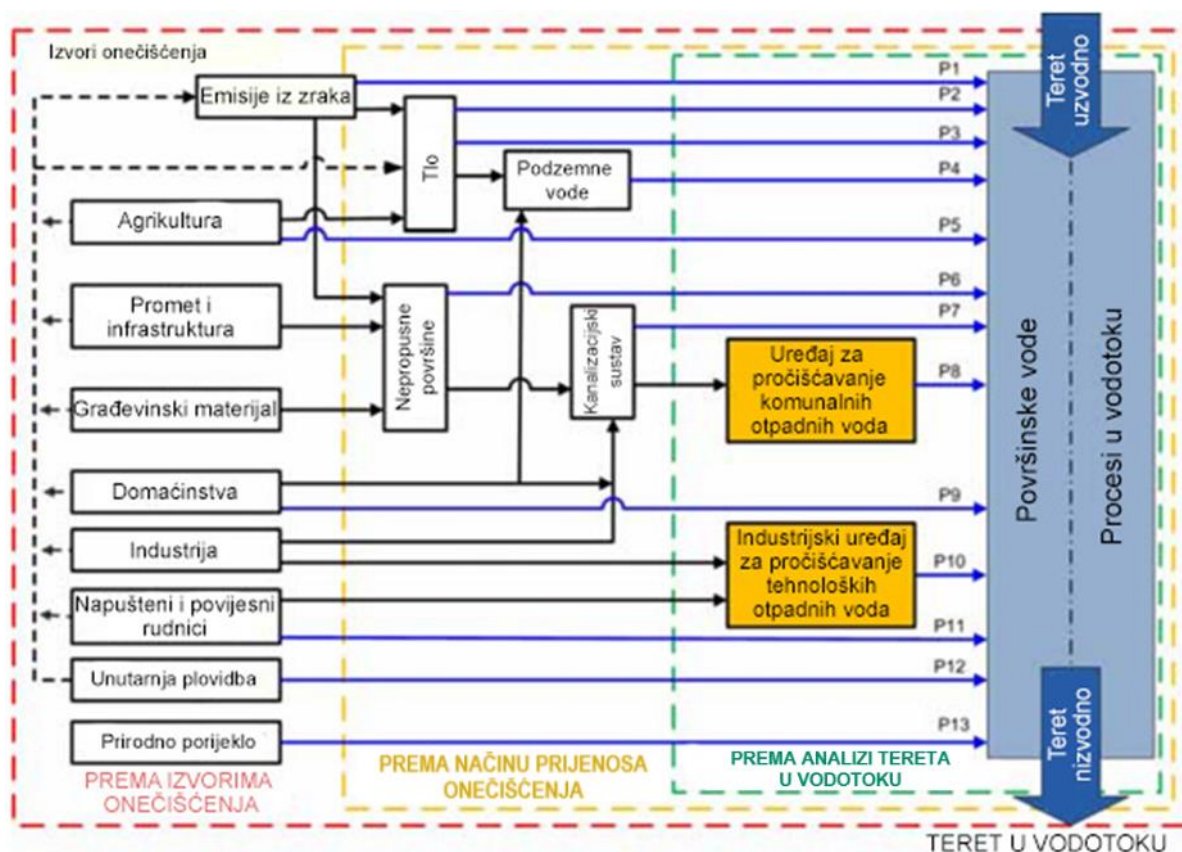 Izvori onečišćenja
Emisije iz zraka
Tlo
Podzemne
vode
Agrikultura
Promet i
infrastruktura
Nepropusne
površine
Kanalizacijski
sustav
Građevinski materijal
Uređaj za
pročišćavanje
komunalnih
otpadnih voda
Domaćinstva
Industrija
Industrijski uređaj
za pročišćavanje
tehnoloških
otpadnih voda
Napušteni i povijesni
rudnici
Unutarnja plovidba
Prirodno porijeklo
P1
P2
P3
P4
P5
P6
P7
P8
P9
P10
P11
P12
P13
Teret
uzvodno
Površinske vode
Procesi u vodotoku
Teret
nizvodno
PREMA IZVORIMA
ONEČIŠĆENJA
PREMA NAČINU PRIJENOSA
ONEČIŠĆENJA
PREMA ANALIZI TERETA
U VODOTOKU
TERET U VODOTOKU